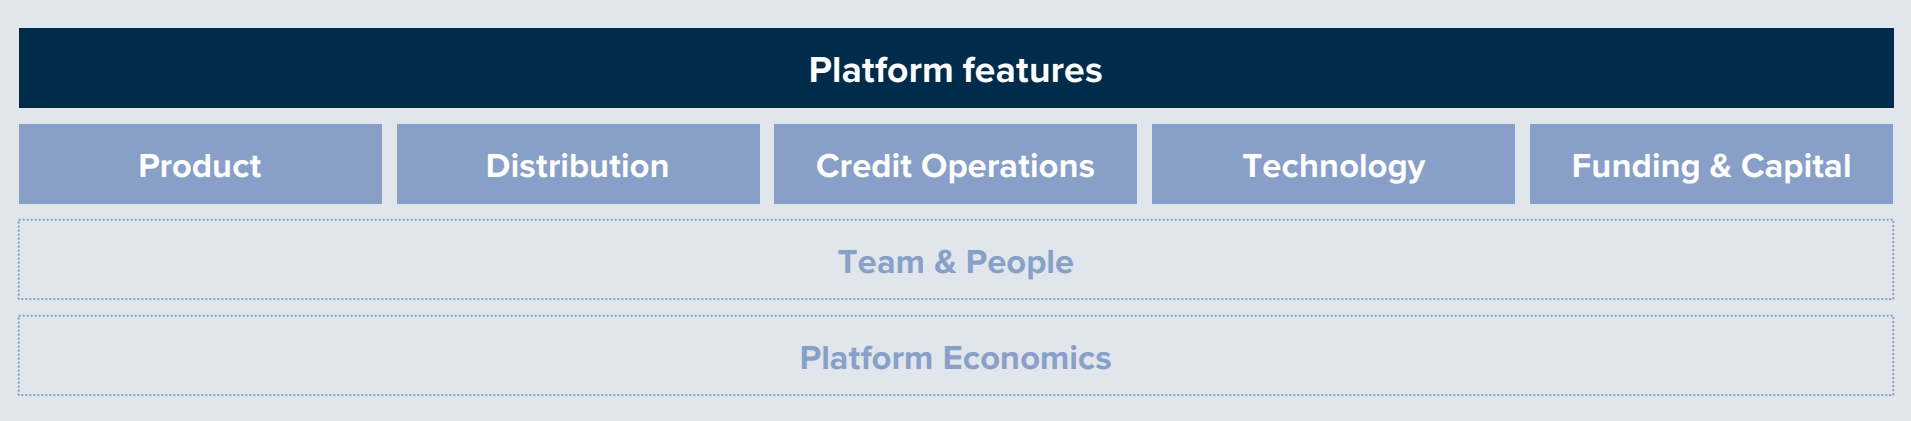 Platform features
Product
Distribution
Credit Operations
Technology
Funding & Capital
Team & People
Platform Economics